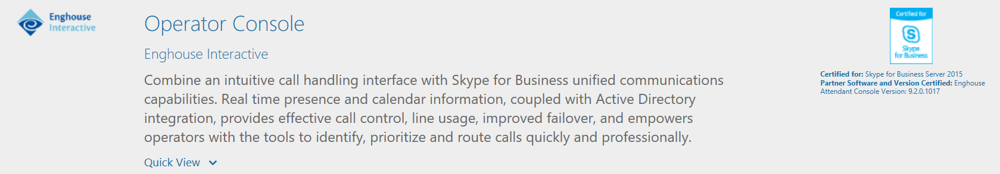 Enghouse
Interactive
Operator Console
Enghouse Interactive
Combine an intuitive call handling interface with Skype for Business unified communications
capabilities. Real time presence and calendar information, coupled with Active Directory
integration, provides effective call control, line usage, improved failover, and empowers
operators with the tools to identify, prioritize and route calls quickly and professionally.
Quick View
Certified for
S
Skype
for Business
Certified for: Skype for Business Server 2015
Partner Software and Version Certified: Enghouse
Attendant Console Version: 9.2.0.1017